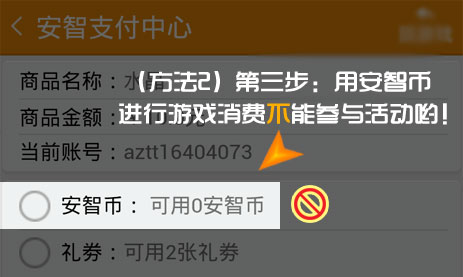 安智支付中心
(方法2)第三步:用安智币
进行游戏消费不能参与活动哟!
商品名称:水
商品金额:
当前账号:aztt16404073
安智币:可用0安智币
礼券:可用2张礼券